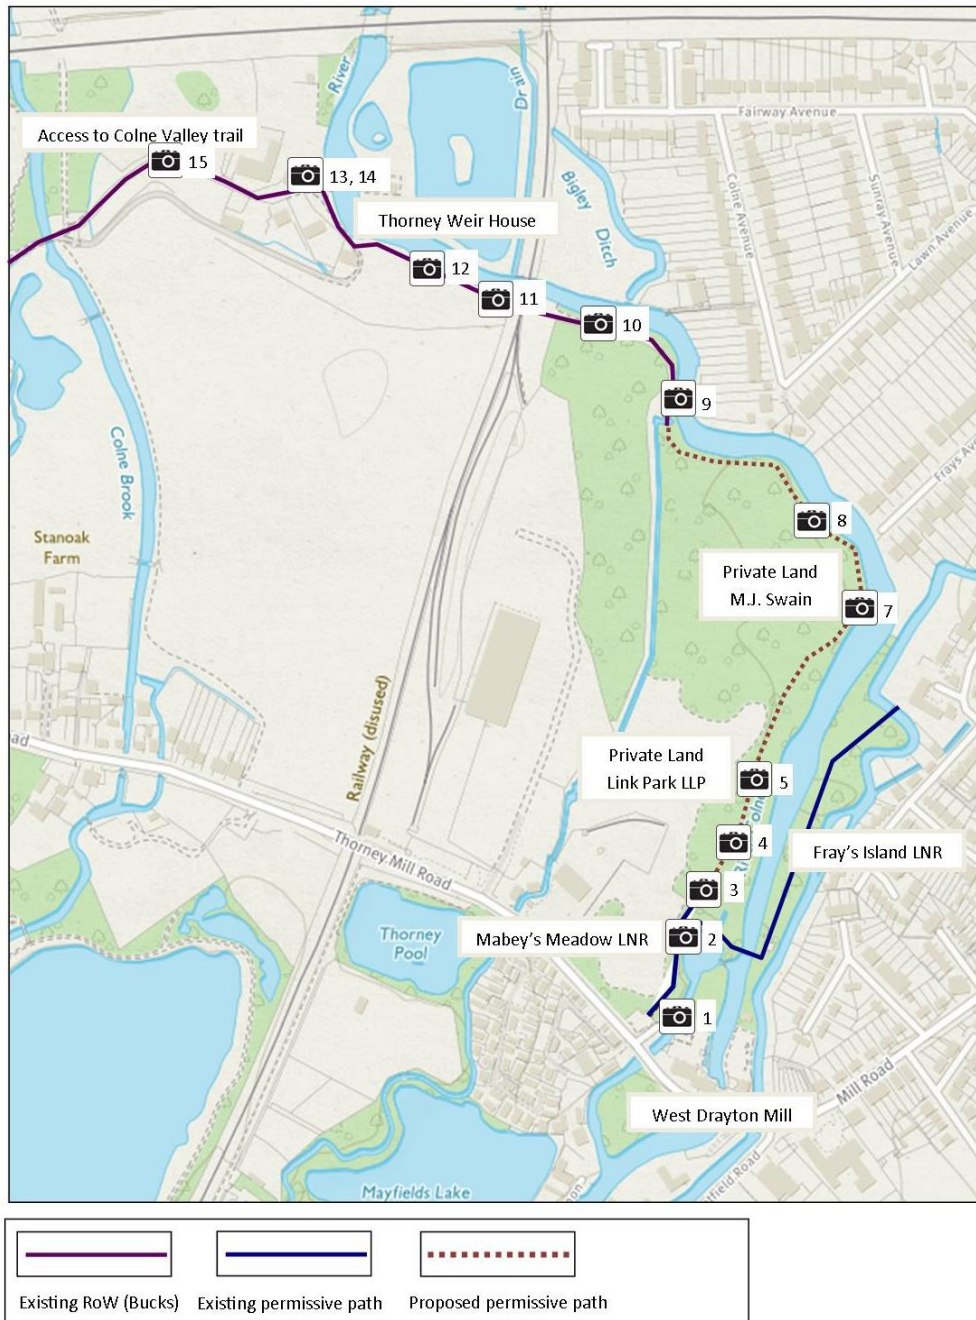 River
Drain
Fairway Avenue
Access to Colne Valley trail
15
13, 14
Bigley
Ditch
Colne Avenue
Sunray Avenue
Lawn Avenue
Thorney Weir House
12
11
10
9
Colne Brook
Frays Av
8
Stanoak
Farm
Private Land
M.J. Swain
7
Railway (disused)
Private Land
Link Park LLP
5
4
Fray's Island LNR
Thorney Mill Road
3
Mabey's Meadow LNR
2
Thorney
Pool
1
Mill Road
West Drayton Mill
Mayfields Lake
Existing RoW (Bucks)
Existing permissive path
Proposed permissive path